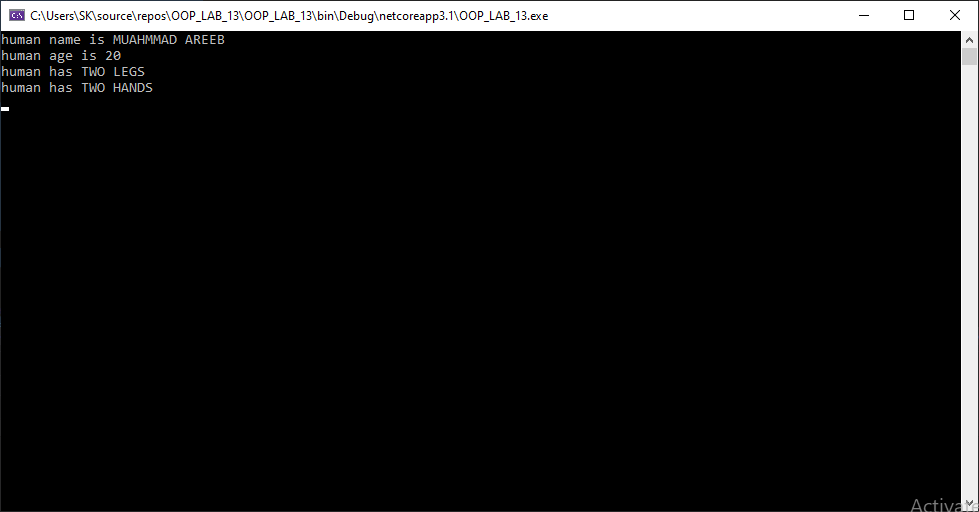 C:\Users\SK\source\repos\OOP_LAB_13\OOP_LAB_13\bin\Debug\netcoreapp3.1\OOP_LAB_13.exe
human name is MUAHMMAD AREEB
human age is 20
human has TWO LEGS
human has TWO HANDS